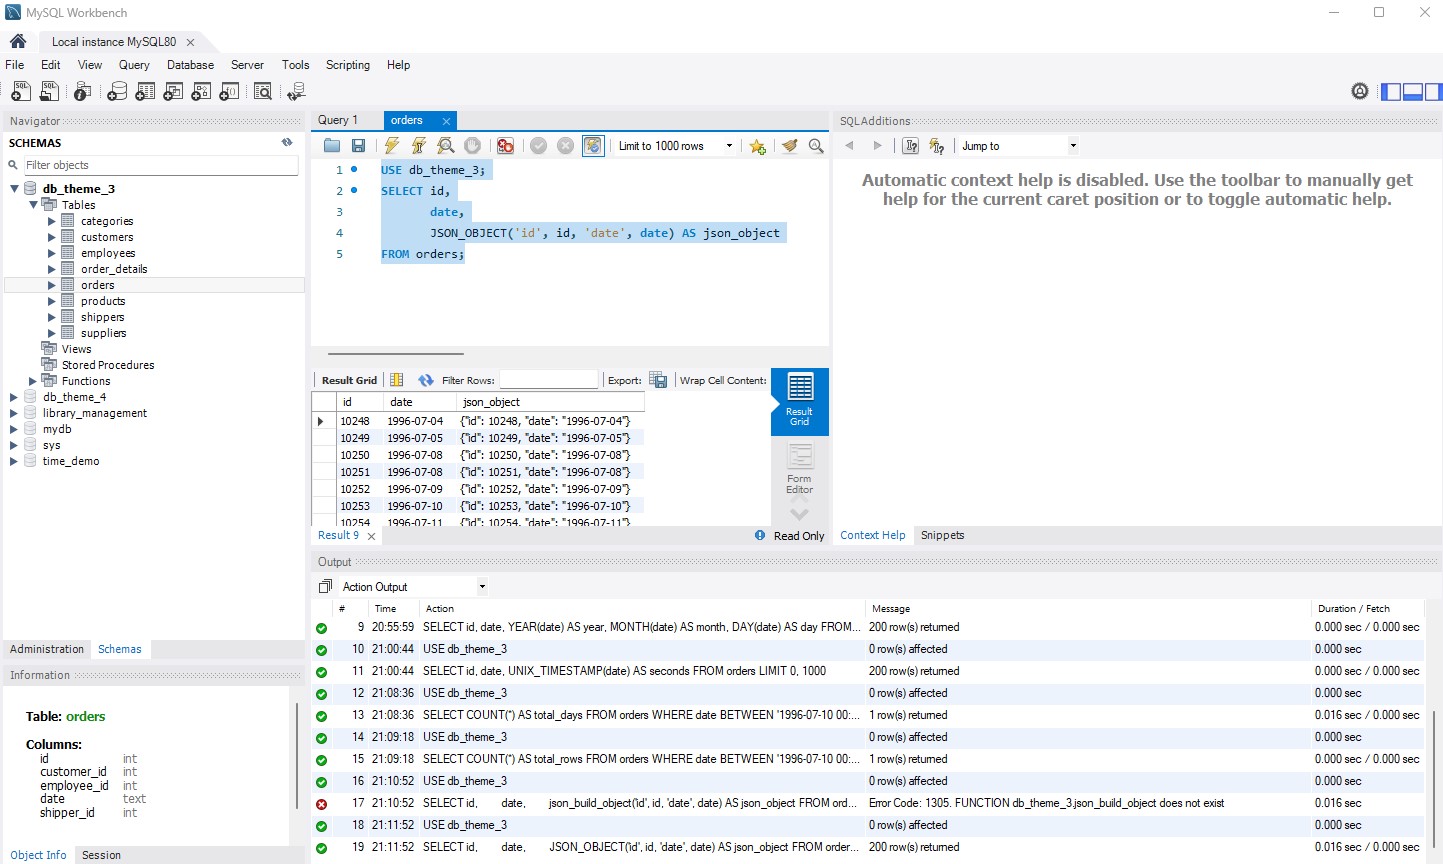 MySQL Workbench
Local instance MySQL80
File Edit View Query Database Server Tools Scripting Help
Navigator
SCHEMAS
Filter objects
db_theme_3
Tables
categories
customers
employees
order_details
orders
products
shippers
suppliers
Views
Stored Procedures
Functions
db_theme_4
library_management
mydb
sys
time_demo
Administration Schemas
Information
Table: orders
Columns:
id int
customer_id int
employee_id int
date text
shipper_id int
Object Info Session
Query 1 orders
Limit to 1000 rows
1 USE db_theme_3;
2 SELECT id,
3 date,
4 JSON_OBJECT('id', id, 'date', date) AS json_object
5 FROM orders;
Result Grid Filter Rows: Export: Wrap Cell Content:
id date json_object
10248 1996-07-04 {"id": 10248, "date": "1996-07-04"}
10249 1996-07-05 {"id": 10249, "date": "1996-07-05"}
10250 1996-07-08 {"id": 10250, "date": "1996-07-08"}
10251 1996-07-08 {"id": 10251, "date": "1996-07-08"}
10252 1996-07-09 {"id": 10252, "date": "1996-07-09"}
10253 1996-07-10 {"id": 10253, "date": "1996-07-10"}
10254 1996-07-11 {"id": 10254, "date": "1996-07-11"}
Result
Grid
Form
Editor
Result 9
Read Only
SQLAdditions
Jump to
Automatic context help is disabled. Use the toolbar to manually get
help for the current caret position or to toggle automatic help.
Context Help Snippets
Output
Action Output
# Time Action Message Duration / Fetch
9 20:55:59 SELECT id, date, YEAR(date) AS year, MONTH(date) AS month, DAY(date) AS day FROM... 200 row(s) returned 0.000 sec / 0.000 sec
10 21:00:44 USE db_theme_3 0 row(s) affected 0.000 sec
11 21:00:44 SELECT id, date, UNIX_TIMESTAMP(date) AS seconds FROM orders LIMIT 0, 1000 200 row(s) returned 0.000 sec / 0.000 sec
12 21:08:36 USE db_theme_3 0 row(s) affected 0.000 sec
13 21:08:36 SELECT COUNT(*) AS total_days FROM orders WHERE date BETWEEN '1996-07-10 00:... 1 row(s) returned 0.016 sec / 0.000 sec
14 21:09:18 USE db_theme_3 0 row(s) affected 0.000 sec
15 21:09:18 SELECT COUNT(*) AS total_rows FROM orders WHERE date BETWEEN '1996-07-10 00:... 1 row(s) returned 0.000 sec / 0.000 sec
16 21:10:52 USE db_theme_3 0 row(s) affected 0.000 sec
17 21:10:52 SELECT id, date, json_build_object('id', id, 'date', date) AS json_object FROM ord... Error Code: 1305. FUNCTION db_theme_3.json_build_object does not exist 0.016 sec
18 21:11:52 USE db_theme_3 0 row(s) affected 0.000 sec
19 21:11:52 SELECT id, date, JSON_OBJECT('id', id, 'date', date) AS json_object FROM order... 200 row(s) returned 0.016 sec / 0.000 sec